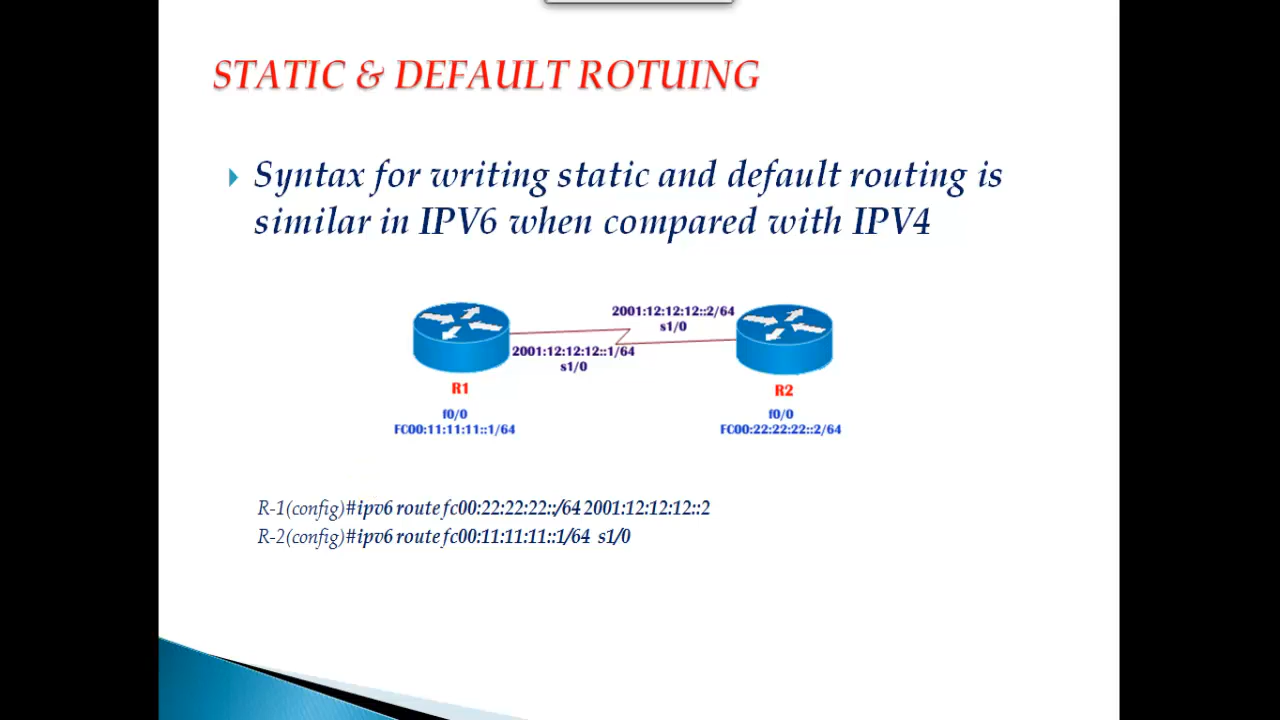 STATIC & DEFAULT ROTUING
Syntax for writing static and default routing is
similar in IPV6 when compared with IPV4
2001:12:12:12::2/64
s1/0
2001:12:12:12::1/64
s1/0
R1
R2
f0/0
f0/0
FC00:11:11:11::1/64
FC00:22:22:22::2/64
R-1(config)#ipv6 route fc00:22:22:22:;/64 2001:12:12:12::2
R-2(config)#ipv6 route fc00:11:11:11::1/64 s1/0